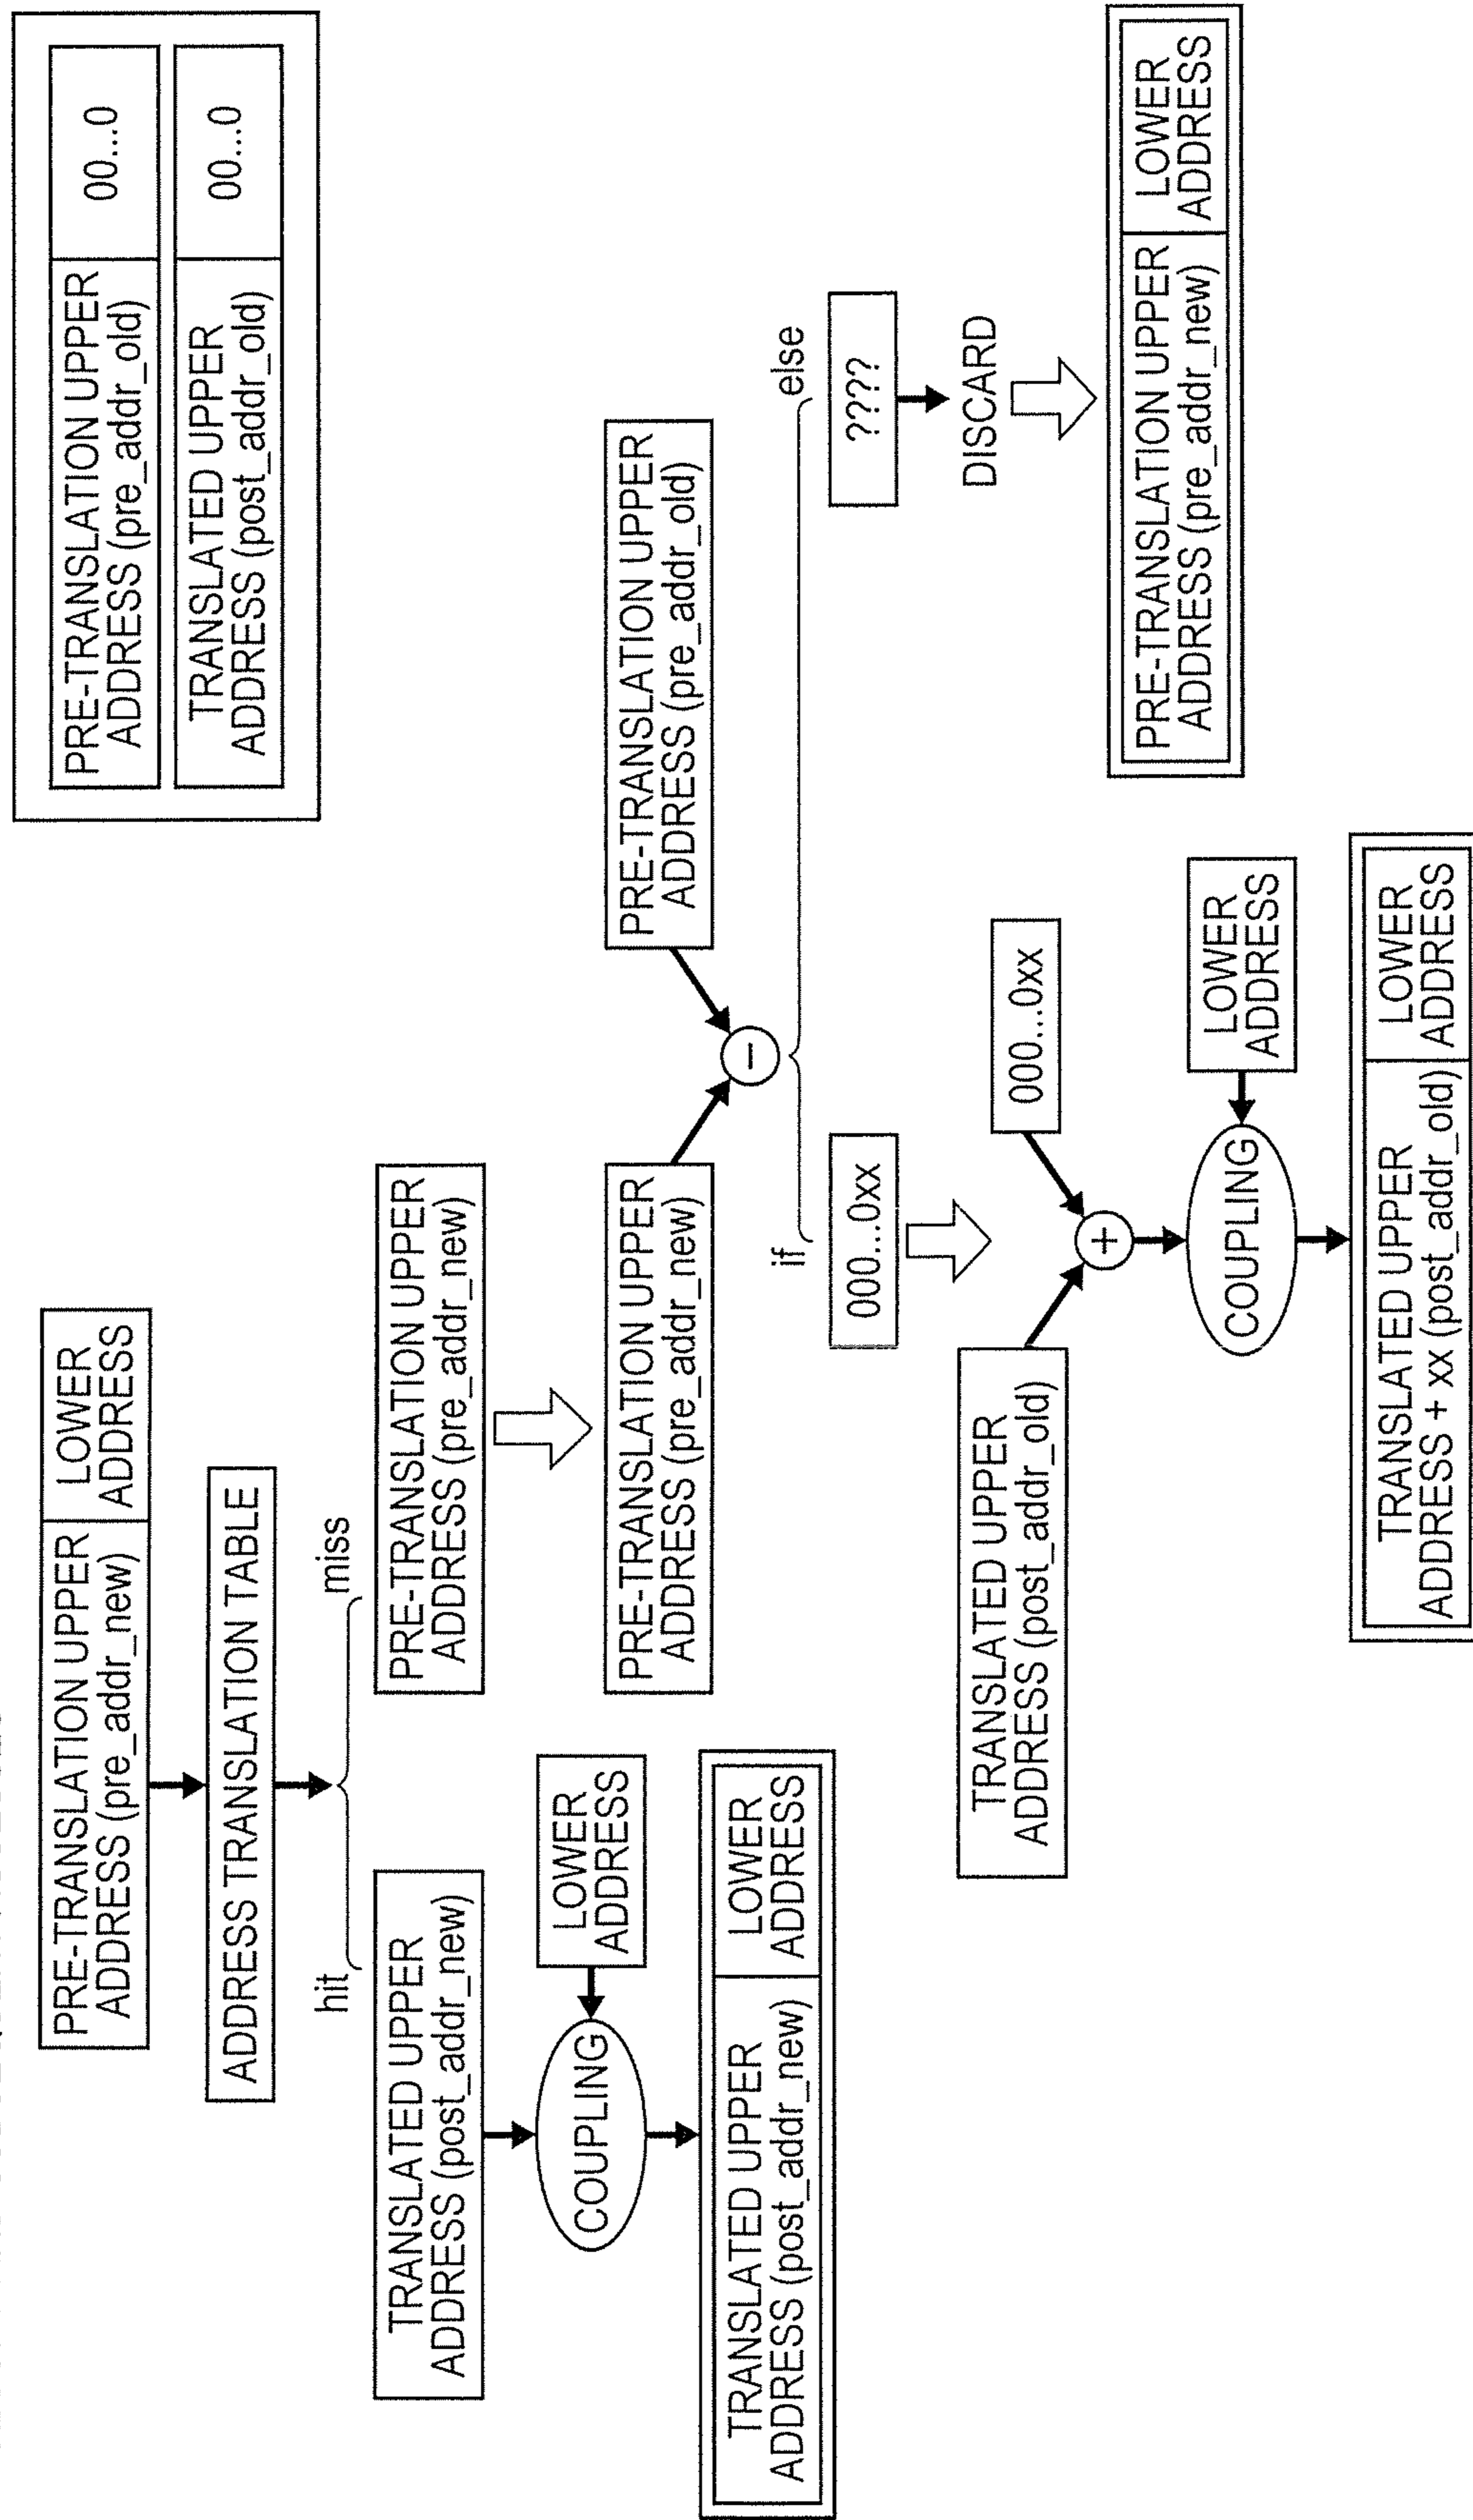 PRE-TRANSLATION UPPER
ADDRESS (pre_addr_new)
LOWER
ADDRESS
PRE-TRANSLATION UPPER
ADDRESS (pre_addr_old)
00...0
TRANSLATED UPPER
ADDRESS (post_addr_old)
00...0
ADDRESS TRANSLATION TABLE
hit
miss
TRANSLATED UPPER
ADDRESS (post_addr_new)
PRE-TRANSLATION UPPER
ADDRESS (pre_addr_new)
LOWER
ADDRESS
COUPLING
TRANSLATED UPPER
ADDRESS (post_addr_new)
LOWER
ADDRESS
PRE-TRANSLATION UPPER
ADDRESS (pre_addr_new)
PRE-TRANSLATION UPPER
ADDRESS (pre_addr_old)
−
if
else
000...0xx
????
DISCARD
TRANSLATED UPPER
ADDRESS (post_addr_old)
000...0xx
+
COUPLING
LOWER
ADDRESS
PRE-TRANSLATION UPPER
ADDRESS (pre_addr_new)
LOWER
ADDRESS
TRANSLATED UPPER
ADDRESS + xx (post_addr_old)
LOWER
ADDRESS